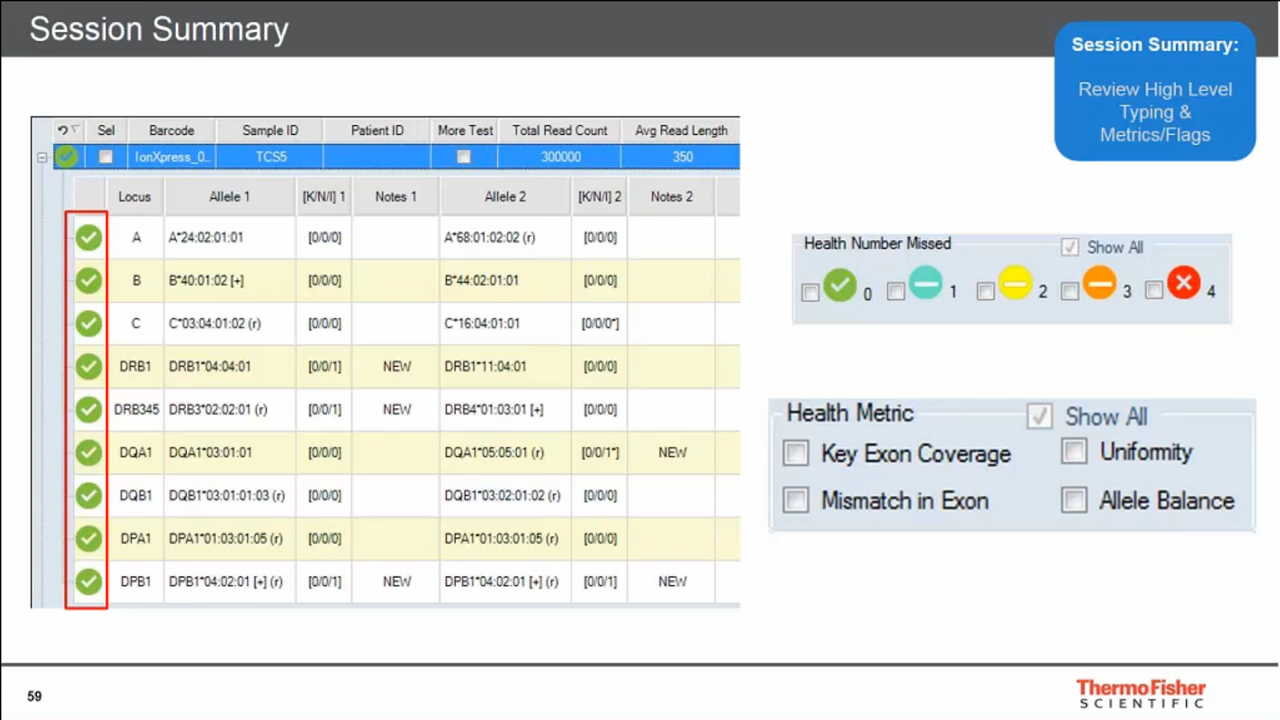 Session Summary
Session Summary:
Review High Level
Typing &
Metrics/Flags
Sel Barcode Sample ID Patient ID More Test Total Read Count Avg Read Length
IonXpress_0... TCS5 300000 350
Locus Allele 1 [K/N/I] 1 Notes 1 Allele 2 [K/N/I] 2 Notes 2
A A*24:02:01:01 [0/0/0] A*68:01:02:02 (r) [0/0/0]
B B*40:01:02 [+] [0/0/0] B*44:02:01:01 [0/0/0]
C C*03:04:01:02 (r) [0/0/0] C*16:04:01:01 [0/0/0*]
DRB1 DRB1*04:04:01 [0/0/1] NEW DRB1*11:04:01 [0/0/0]
DRB345 DRB3*02:02:01 (r) [0/0/1] NEW DRB4*01:03:01 [+] [0/0/0]
DQA1 DQA1*03:01:01 [0/0/0] DQA1*05:05:01 (r) [0/0/1*] NEW
DQB1 DQB1*03:01:01:03 (r) [0/0/0] DQB1*03:02:01:02 (r) [0/0/0]
DPA1 DPA1*01:03:01:05 (r) [0/0/0] DPA1*01:03:01:05 (r) [0/0/0]
DPB1 DPB1*04:02:01 [+] (r) [0/0/1] NEW DPB1*04:02:01 [+] (r) [0/0/1] NEW
Health Number Missed Show All
0 1 2 3 4
Health Metric Show All
Key Exon Coverage Uniformity
Mismatch in Exon Allele Balance
59
ThermoFisher
SCIENTIFIC